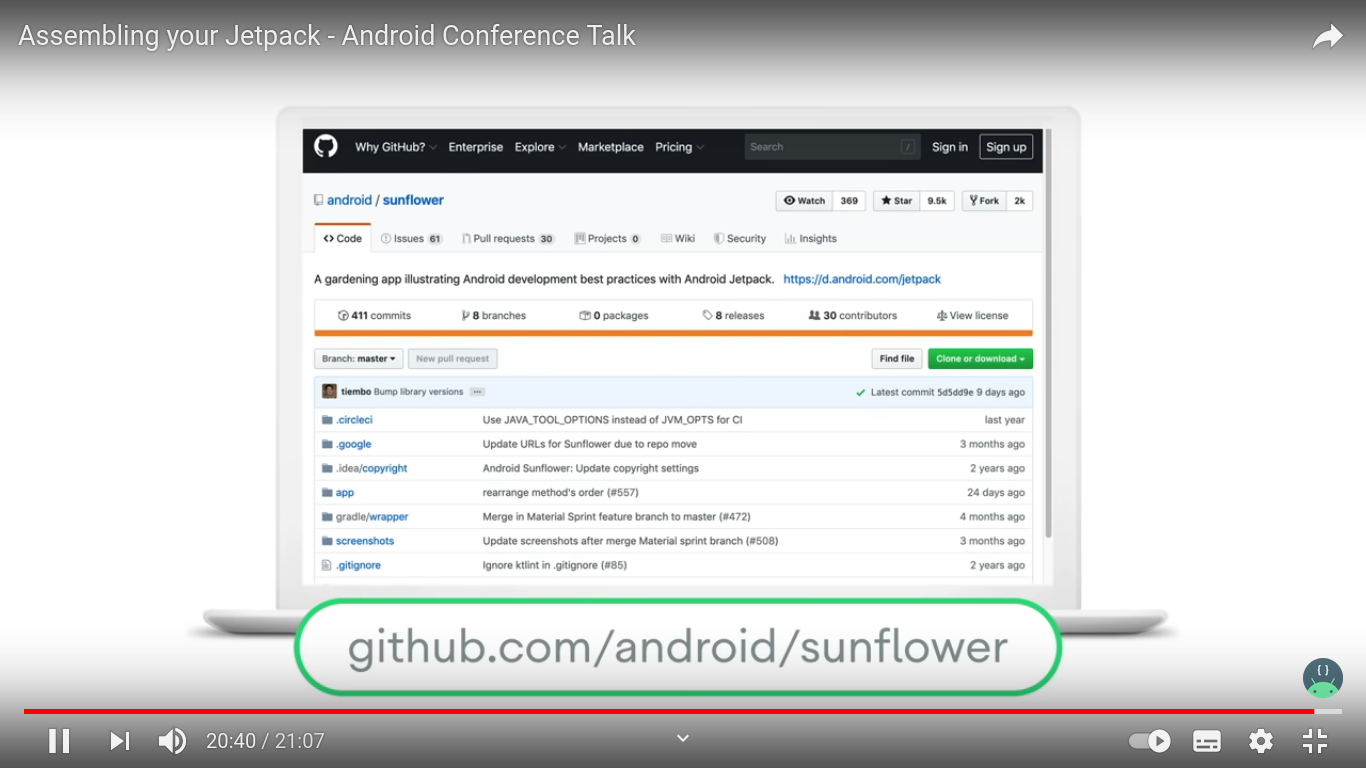 Assembling your Jetpack - Android Conference Talk
Why GitHub? Enterprise Explore Marketplace Pricing Search / Sign in Sign up
android / sunflower Watch 369 Star 9.5k Fork 2k
Code Issues 61 Pull requests 30 Projects 0 Wiki Security Insights
A gardening app illustrating Android development best practices with Android Jetpack. https://d.android.com/jetpack
411 commits 8 branches 0 packages 8 releases 30 contributors View license
Branch: master New pull request Find file Clone or download
tiembo Bump library versions ... Latest commit 5d5dd9e 9 days ago
.circleci Use JAVA_TOOL_OPTIONS instead of JVM_OPTS for CI last year
.google Update URLs for Sunflower due to repo move 3 months ago
.idea/copyright Android Sunflower: Update copyright settings 2 years ago
app rearrange method's order (#557) 24 days ago
gradle/wrapper Merge in Material Sprint feature branch to master (#472) 4 months ago
screenshots Update screenshots after merge Material sprint branch (#508) 3 months ago
.gitignore Ignore ktlint in .gitignore (#85) 2 years ago
github.com/android/sunflower
20:40 / 21:07